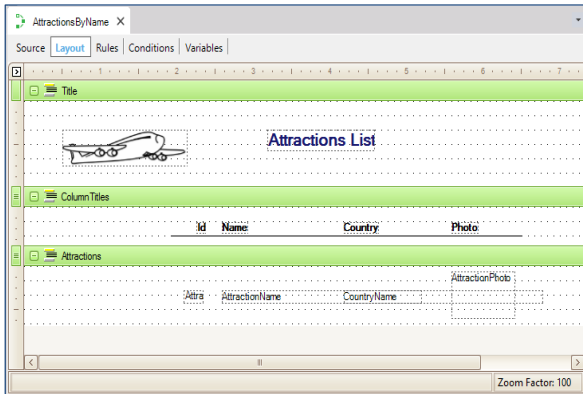 AttractionsByName X
Source Layout Rules Conditions Variables
1 2 3 4 5 6 7
Title
Attractions List
ColumnTitles
Id Name Country Photo
Attractions
AttractionPhoto
Attra AttractionName CountryName
Zoom Factor: 100